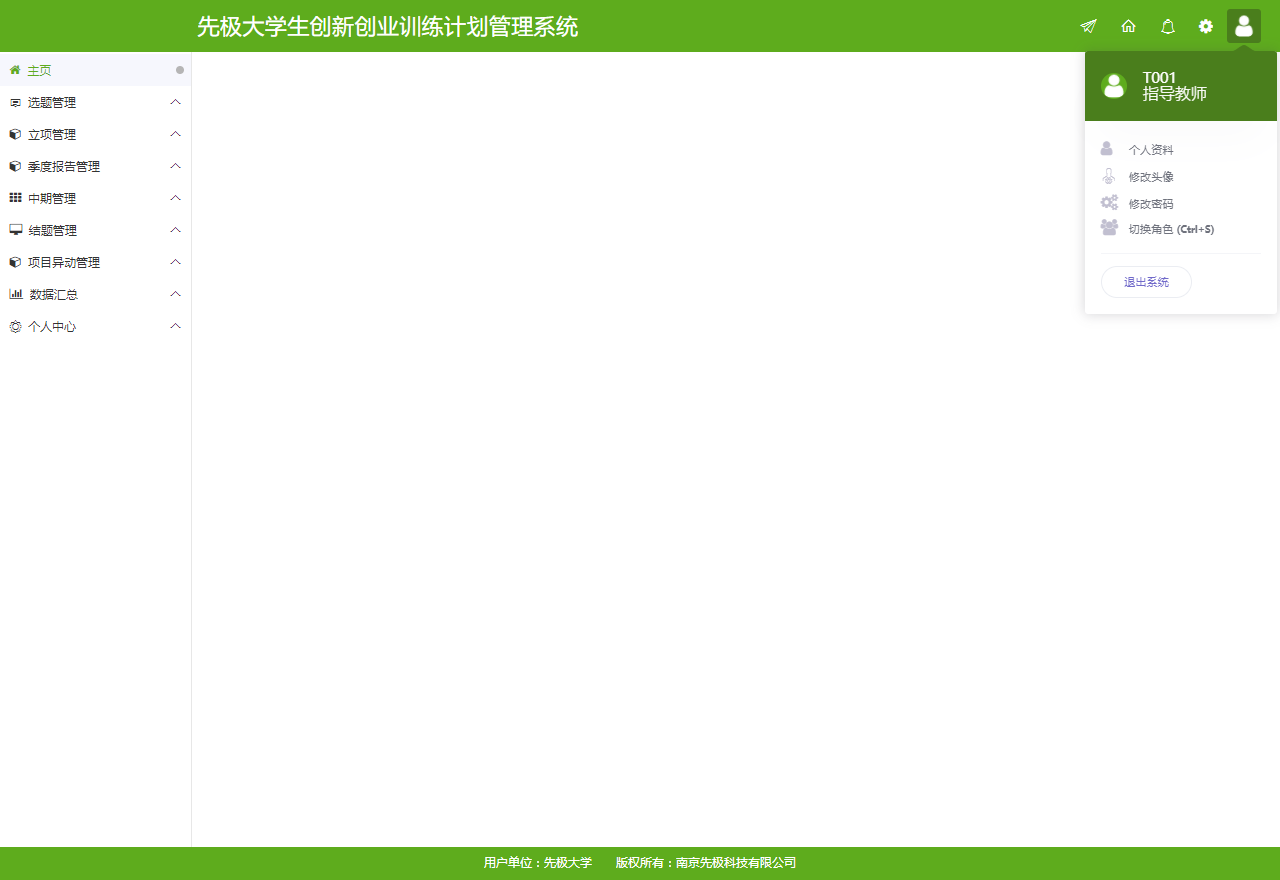 先极大学生创新创业训练计划管理系统
主页
选题管理
立项管理
季度报告管理
中期管理
结题管理
项目异动管理
数据汇总
个人中心
T001
指导教师
个人资料
修改头像
修改密码
切换角色 (Ctrl+S)
退出系统
用户单位：先极大学 版权所有：南京先极科技有限公司